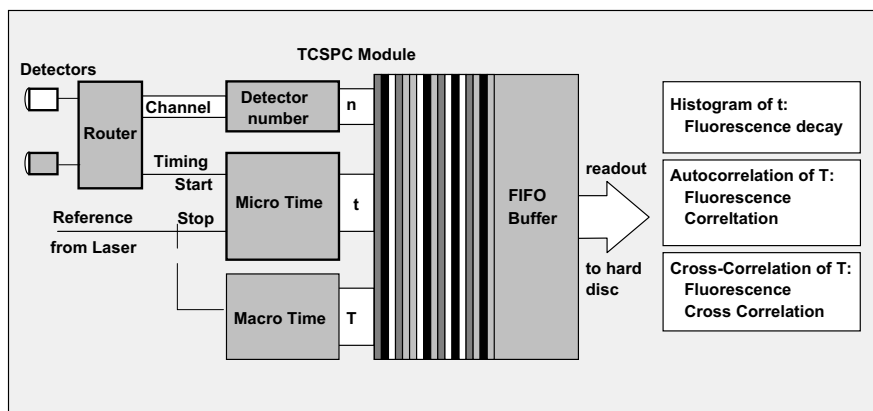 TCSPC Module
Detectors
Router
Channel
Detector
number
n
Timing
Start
Micro Time
t
Reference
from Laser
Stop
Macro Time
T
FIFO
Buffer
readout
to hard
disc
Histogram of t:
Fluorescence decay
Autocorrelation of T:
Fluorescence
Correltation
Cross-Correlation of T:
Fluorescence
Cross Correlation